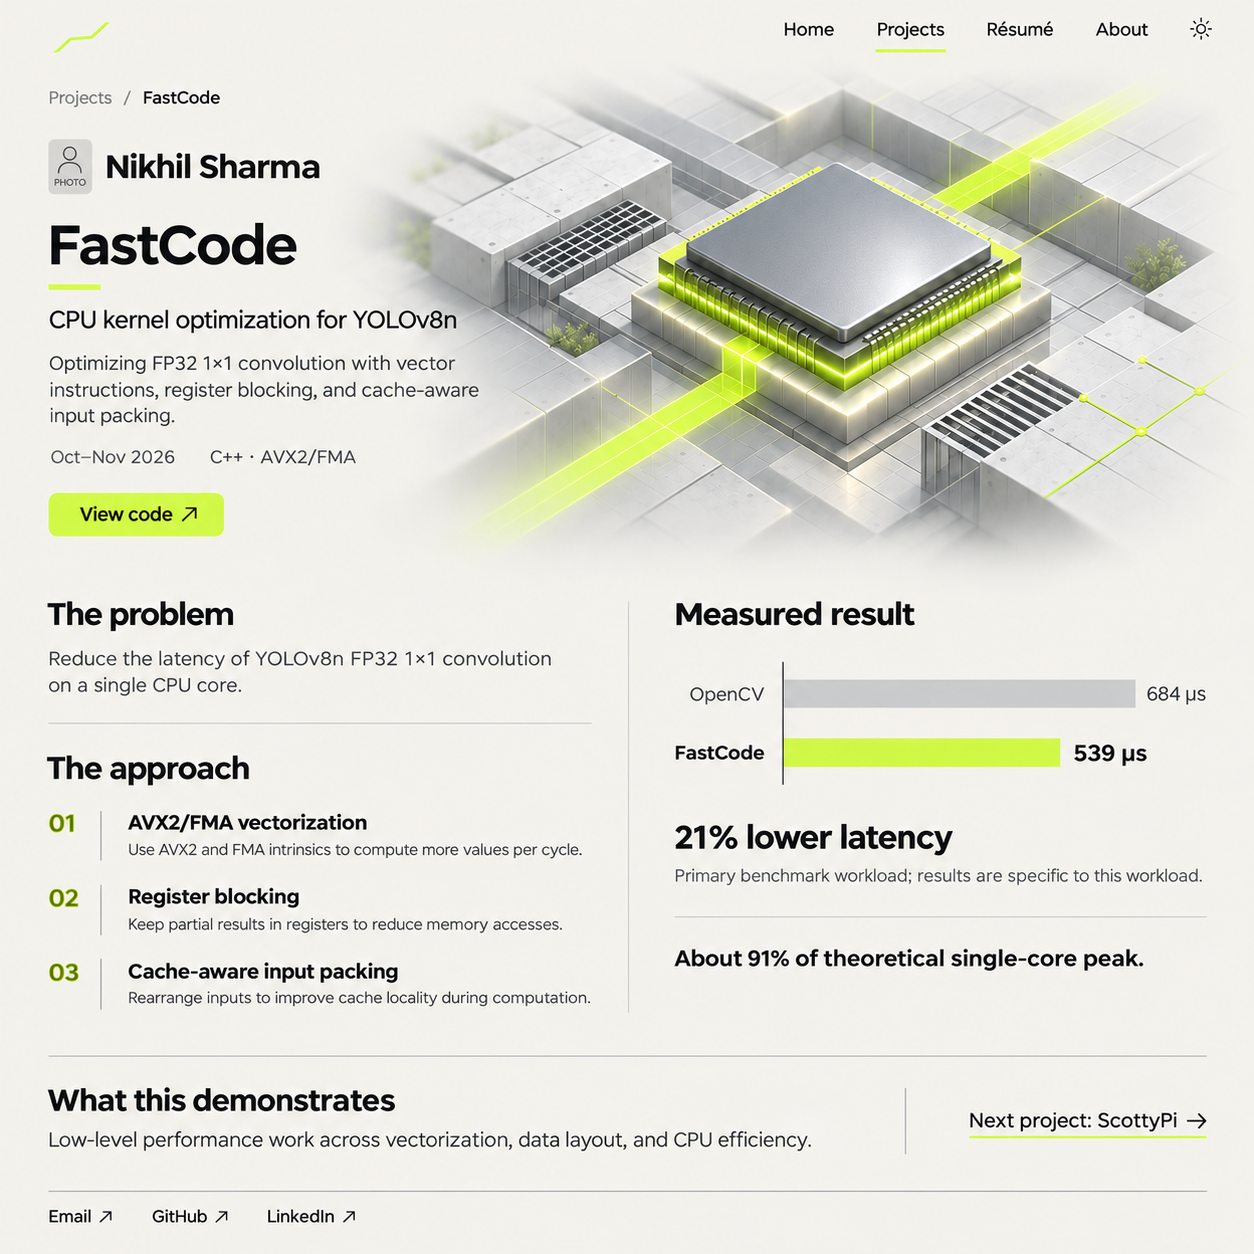 Home Projects Résumé About
Projects / FastCode
PHOTO
Nikhil Sharma
FastCode
CPU kernel optimization for YOLOv8n
Optimizing FP32 1×1 convolution with vector
instructions, register blocking, and cache-aware
input packing.
Oct–Nov 2026 C++ · AVX2/FMA
View code ↗
The problem
Reduce the latency of YOLOv8n FP32 1×1 convolution
on a single CPU core.
The approach
01 AVX2/FMA vectorization
Use AVX2 and FMA intrinsics to compute more values per cycle.
02 Register blocking
Keep partial results in registers to reduce memory accesses.
03 Cache-aware input packing
Rearrange inputs to improve cache locality during computation.
Measured result
OpenCV 684 µs
FastCode 539 µs
21% lower latency
Primary benchmark workload; results are specific to this workload.
About 91% of theoretical single-core peak.
What this demonstrates
Low-level performance work across vectorization, data layout, and CPU efficiency.
Next project: ScottyPi →
Email ↗ GitHub ↗ LinkedIn ↗